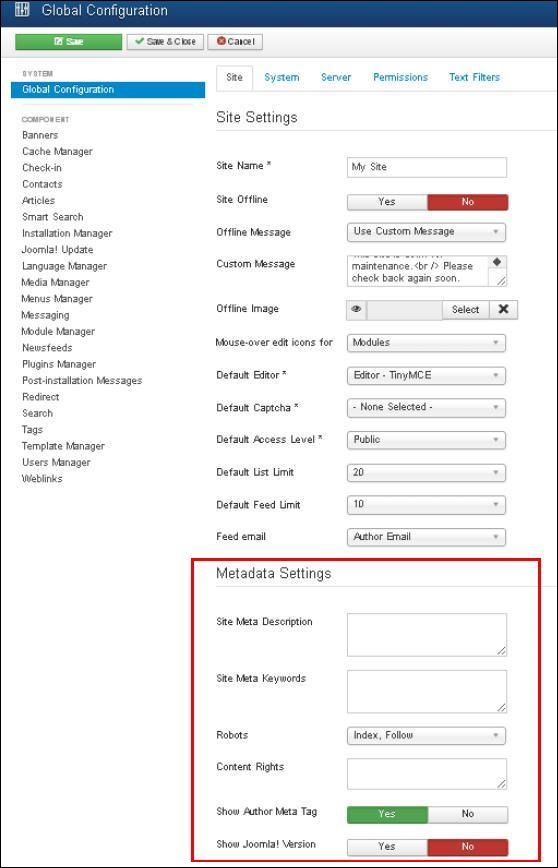 Global Configuration
Save
Save & Close
Cancel
SYSTEM
Global Configuration
COMPONENT
Banners
Cache Manager
Check-in
Contacts
Articles
Smart Search
Installation Manager
Joomla! Update
Language Manager
Media Manager
Menus Manager
Messaging
Module Manager
Newsfeeds
Plugins Manager
Post-installation Messages
Redirect
Search
Tags
Template Manager
Users Manager
Weblinks
Site System Server Permissions Text Filters
Site Settings
Site Name * My Site
Site Offline Yes No
Offline Message Use Custom Message
Custom Message
maintenance.<br /> Please
check back again soon.
Offline Image Select
Mouse-over edit icons for Modules
Default Editor * Editor - TinyMCE
Default Captcha * - None Selected -
Default Access Level * Public
Default List Limit 20
Default Feed Limit 10
Feed email Author Email
Metadata Settings
Site Meta Description
Site Meta Keywords
Robots Index, Follow
Content Rights
Show Author Meta Tag Yes No
Show Joomla! Version Yes No